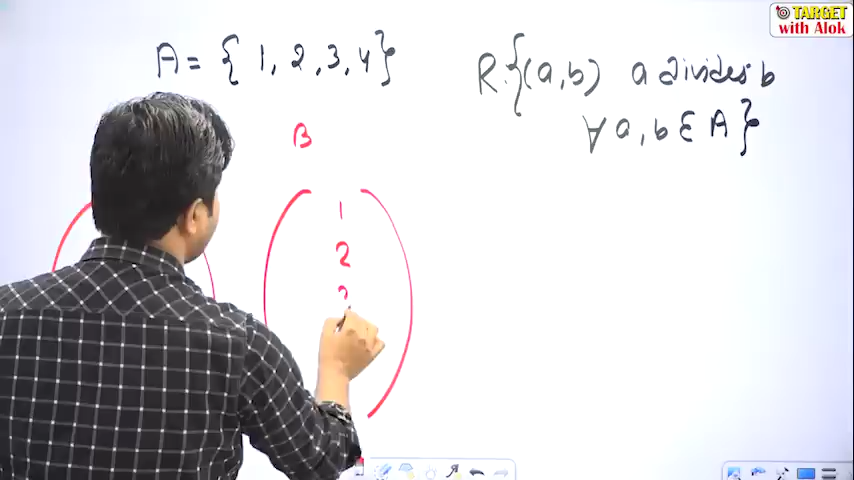 TARGET
with Alok
A = { 1, 2, 3, 4 }
R : { (a, b) a divides b
∀ a, b ∈ A }
B
1
2